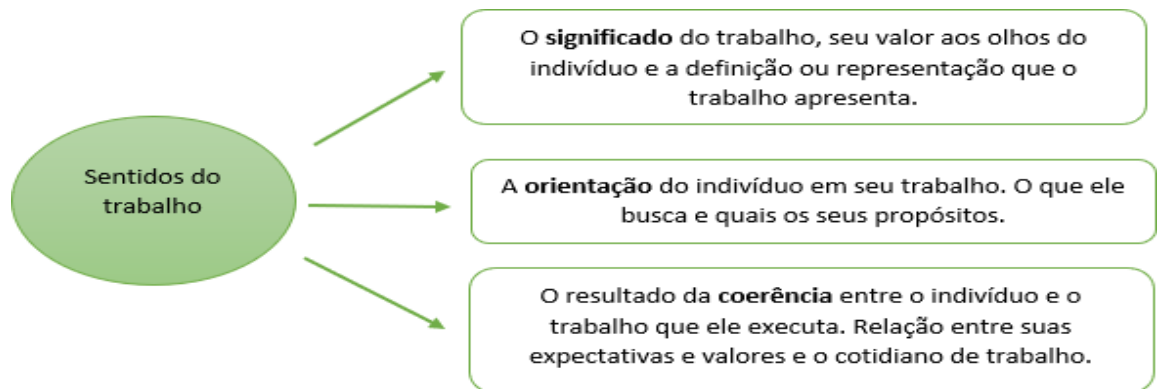 Sentidos do
trabalho
O significado do trabalho, seu valor aos olhos do
indivíduo e a definição ou representação que o
trabalho apresenta.
A orientação do indivíduo em seu trabalho. O que ele
busca e quais os seus propósitos.
O resultado da coerência entre o indivíduo e o
trabalho que ele executa. Relação entre suas
expectativas e valores e o cotidiano de trabalho.